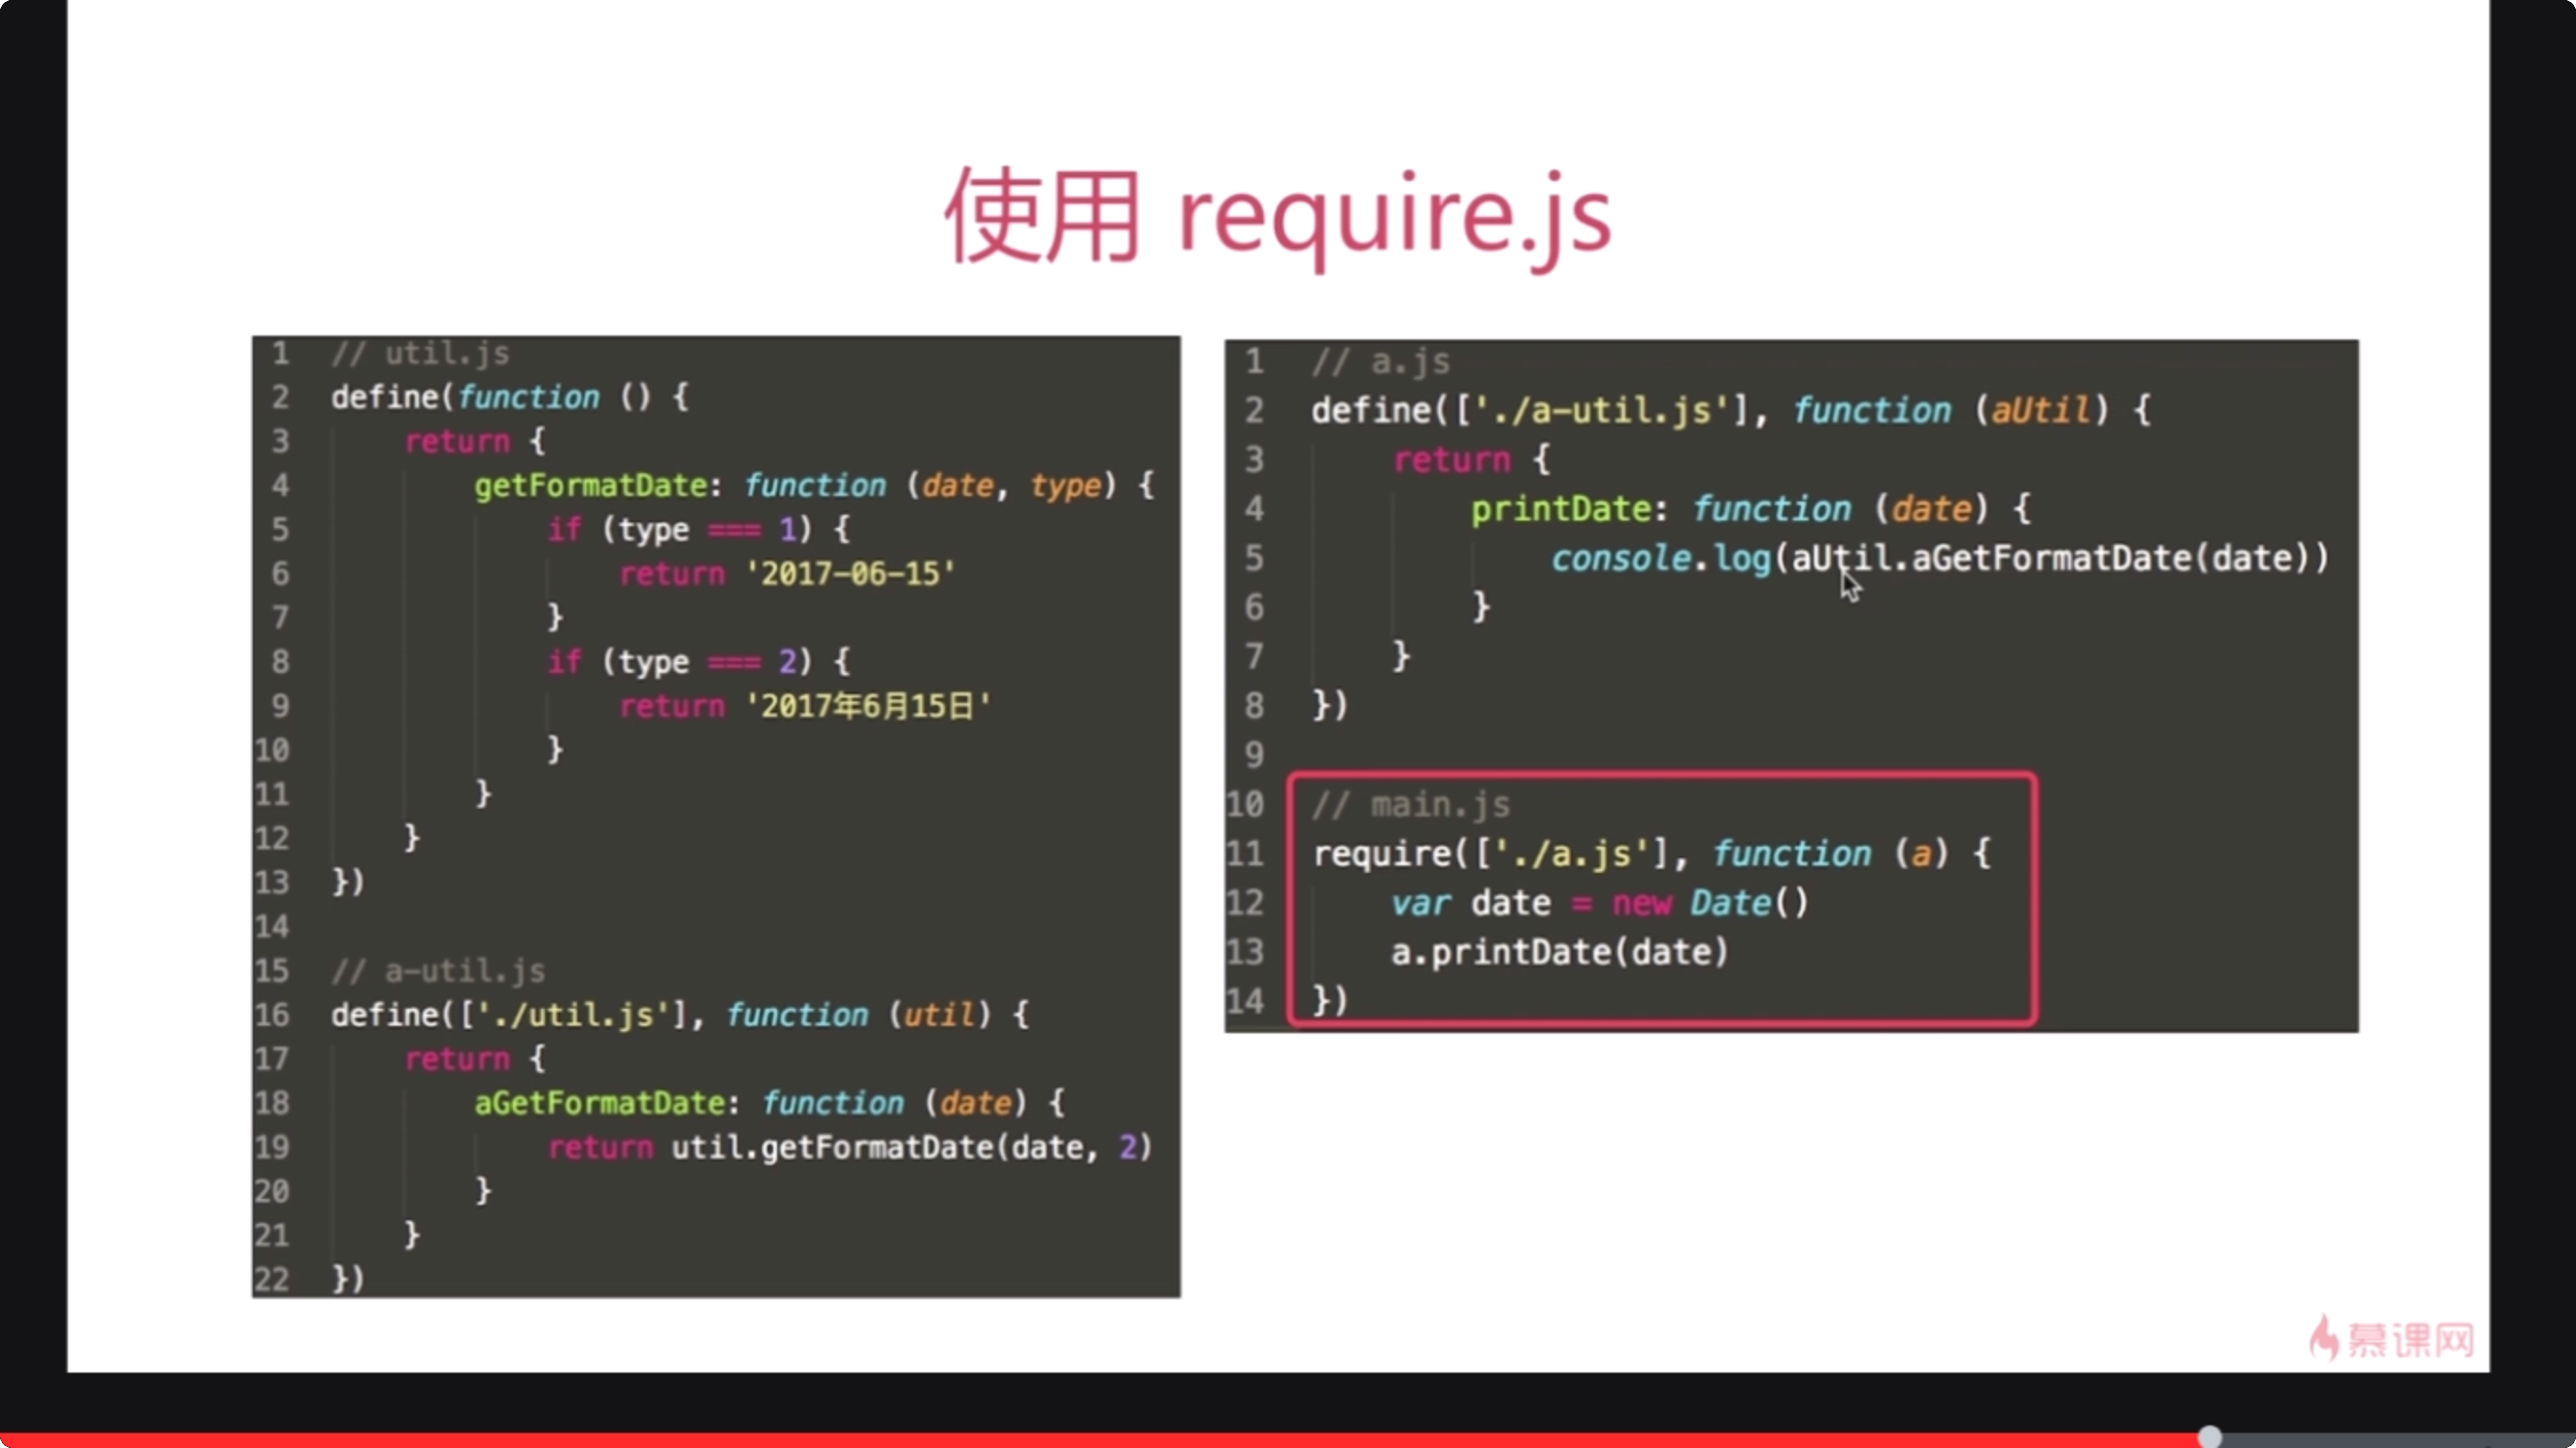 使用 require.js
1 // util.js
2 define(function () {
3 return {
4 getFormatDate: function (date, type) {
5 if (type === 1) {
6 return '2017-06-15'
7 }
8 if (type === 2) {
9 return '2017年6月15日'
10 }
11 }
12 }
13 })
14
15 // a-util.js
16 define(['./util.js'], function (util) {
17 return {
18 aGetFormatDate: function (date) {
19 return util.getFormatDate(date, 2)
20 }
21 }
22 })
1 // a.js
2 define(['./a-util.js'], function (aUtil) {
3 return {
4 printDate: function (date) {
5 console.log(aUtil.aGetFormatDate(date))
6 }
7 }
8 })
9
10 // main.js
11 require(['./a.js'], function (a) {
12 var date = new Date()
13 a.printDate(date)
14 })
慕课网